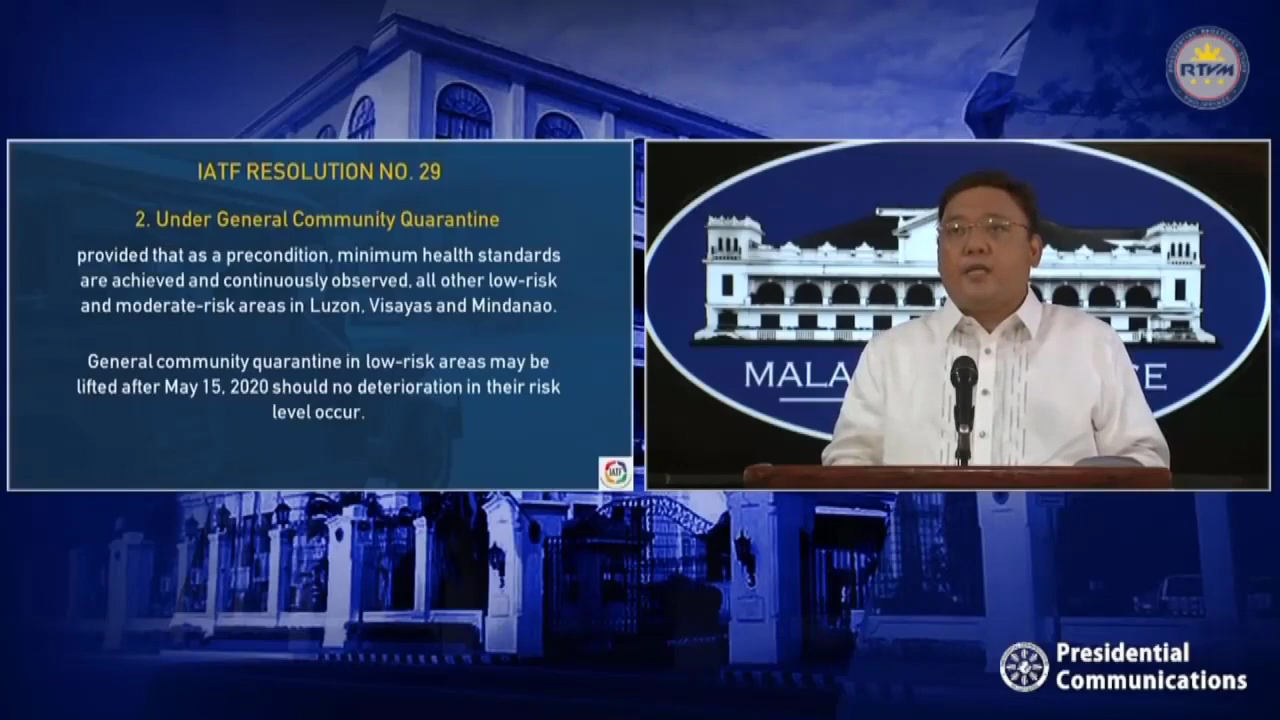 RTVM
IATF RESOLUTION NO. 29
2. Under General Community Quarantine
provided that as a precondition, minimum health standards
are achieved and continuously observed, all other low-risk
and moderate-risk areas in Luzon, Visayas and Mindanao.
General community quarantine in low-risk areas may be
lifted after May 15, 2020 should no deterioration in their risk
level occur.
IATF
MALA
CE
Presidential
Communications